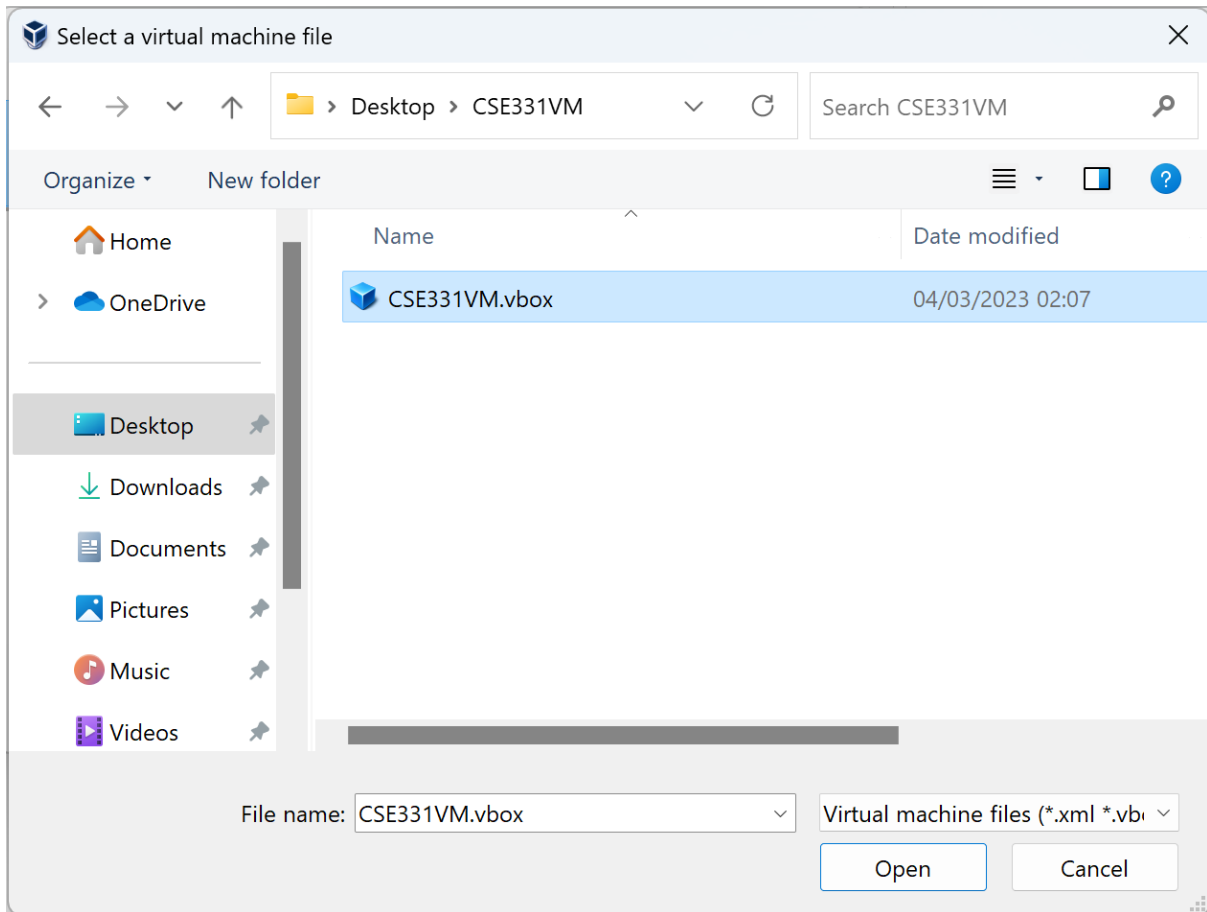 Select a virtual machine file
Desktop CSE331VM
Search CSE331VM
Organize New folder
?
Home
OneDrive
Desktop
Downloads
Documents
Pictures
Music
Videos
Name Date modified
CSE331VM.vbox 04/03/2023 02:07
File name: CSE331VM.vbox
Virtual machine files (*.xml *.vb
Open Cancel